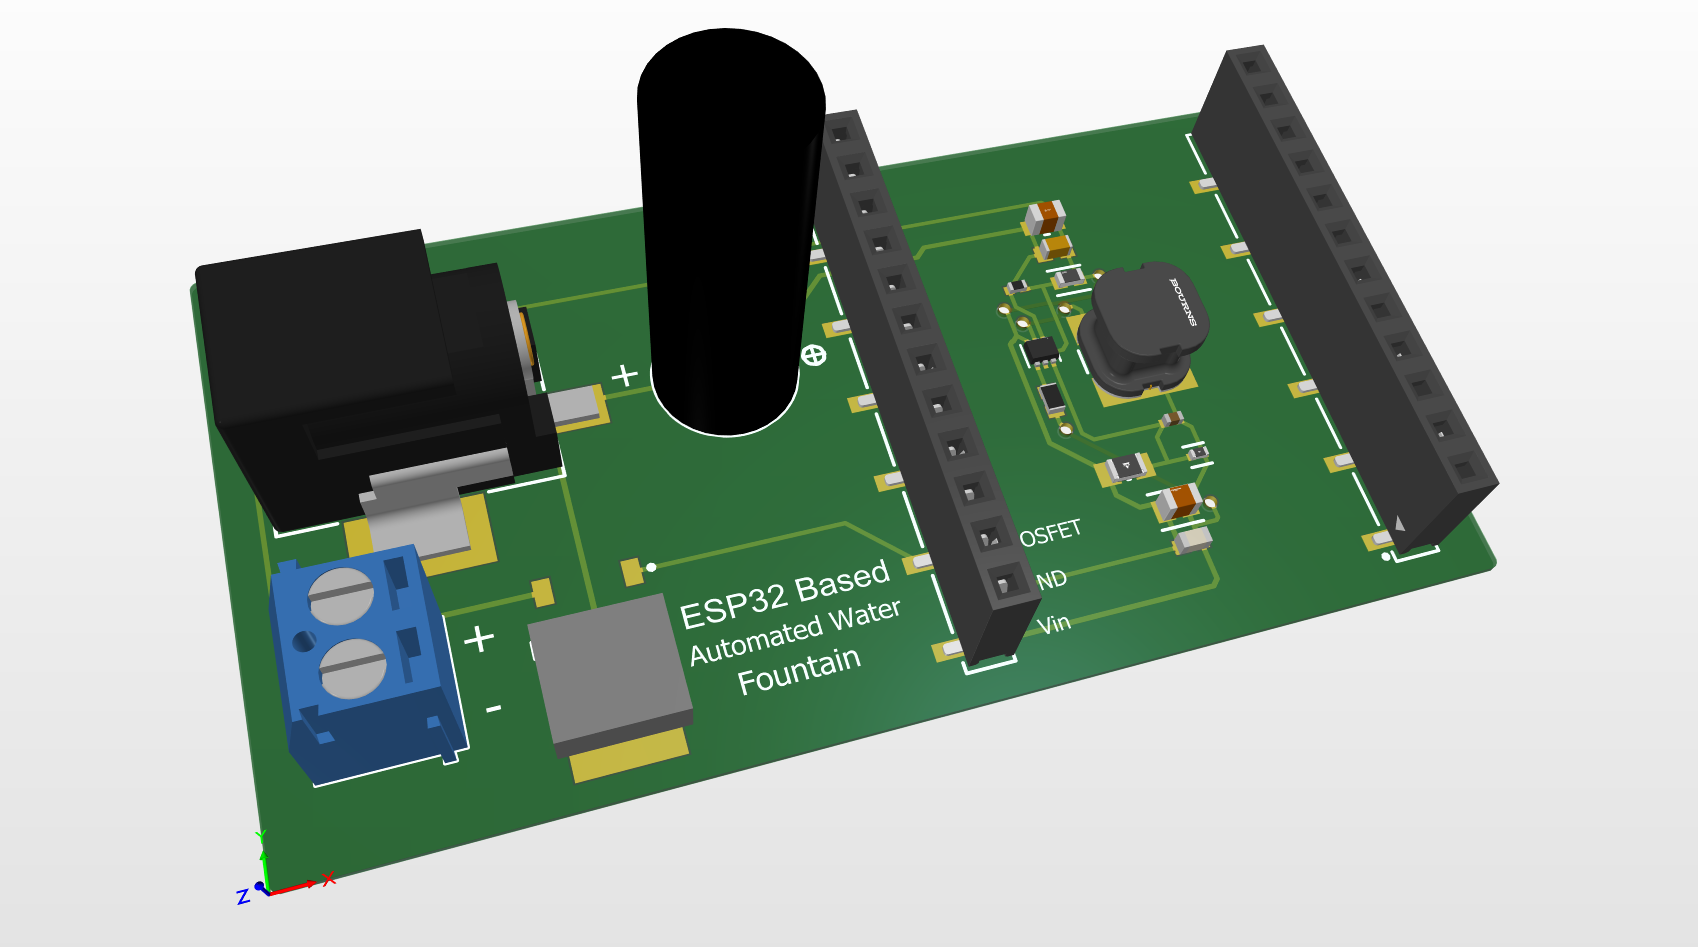 BOURNS
+
OSFET
ESP32 Based
ND
Automated Water
Vin
Fountain
+
-
Y
X
Z